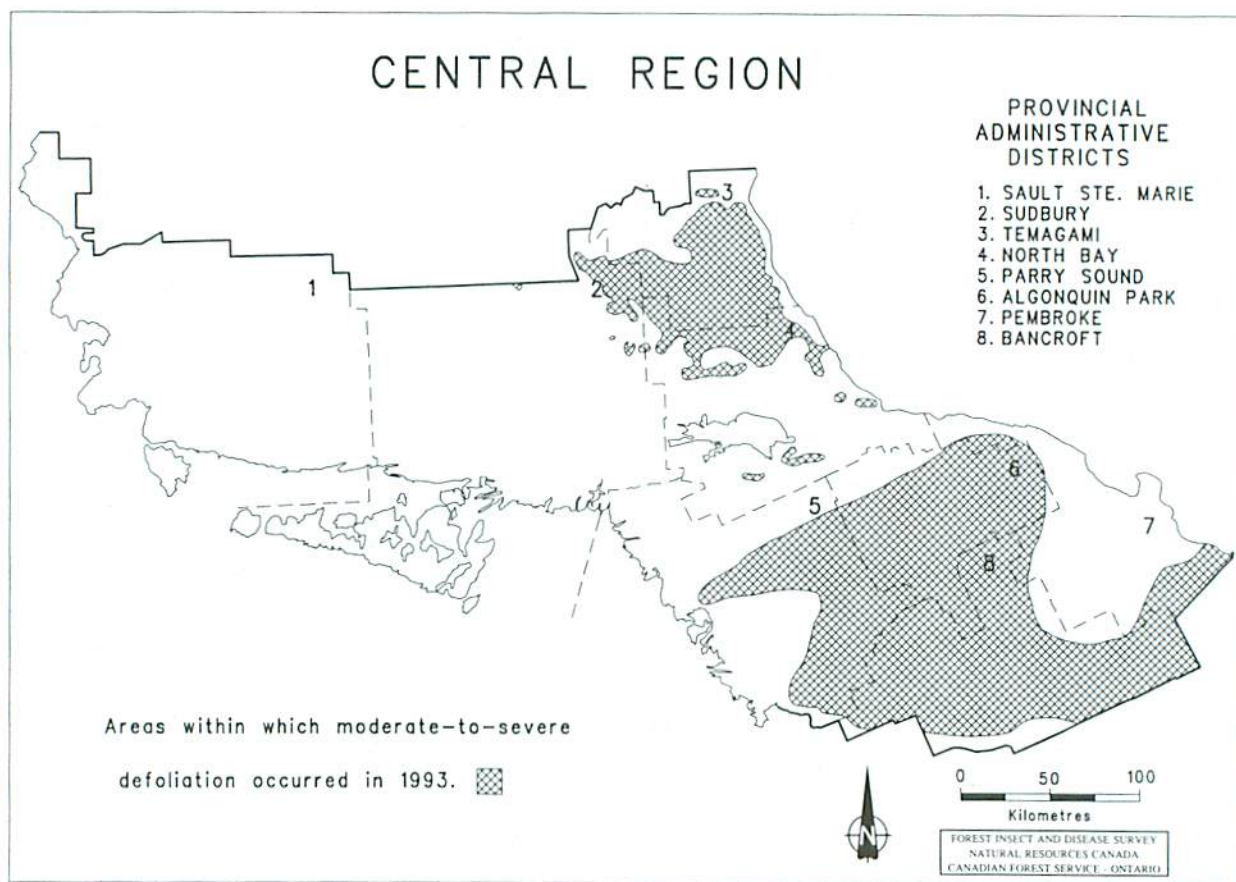 CENTRAL REGION
PROVINCIAL
ADMINISTRATIVE
DISTRICTS
1. SAULT STE. MARIE
2. SUDBURY
3. TEMAGAMI
4. NORTH BAY
5. PARRY SOUND
6. ALGONQUIN PARK
7. PEMBROKE
8. BANCROFT
3
1
2
4
6
5
7
8
Areas within which moderate-to-severe
defoliation occurred in 1993.
0 50 100
Kilometres
N
FOREST INSECT AND DISEASE SURVEY
NATURAL RESOURCES CANADA
CANADIAN FOREST SERVICE - ONTARIO